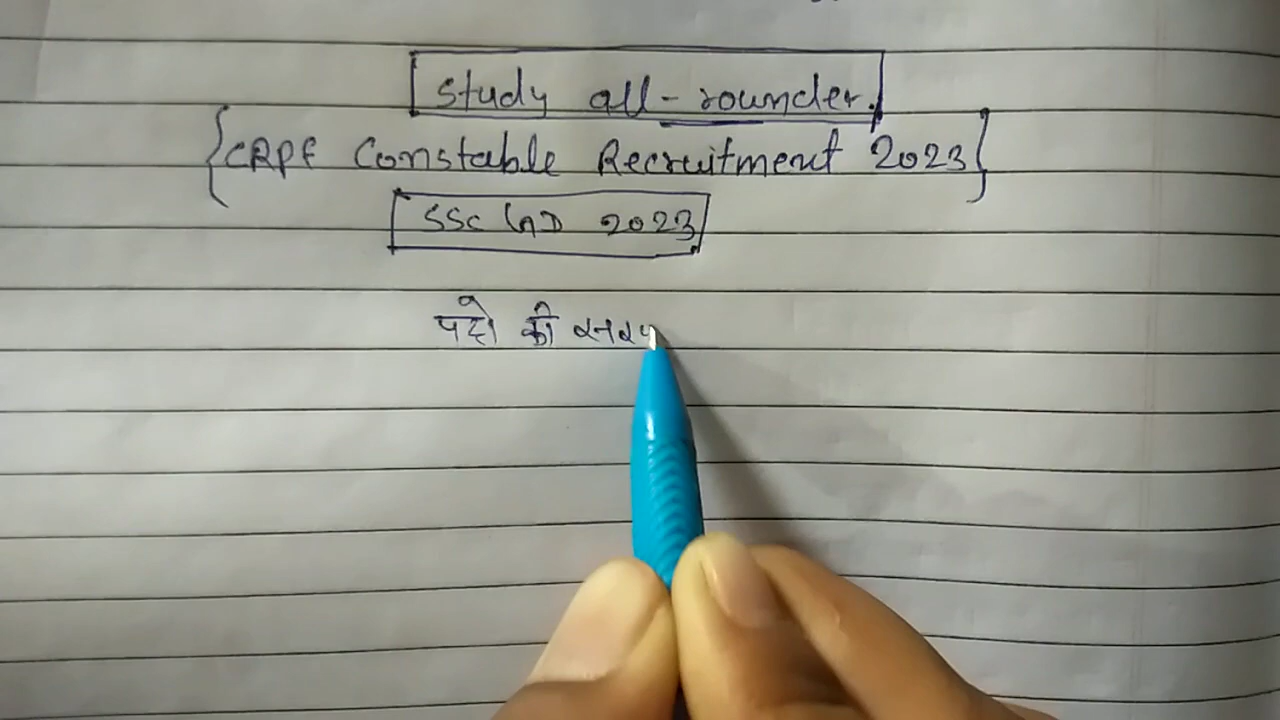 Study all-rounder.
{CRPF Constable Recruitment 2023}
SSC GD 2023
पदो की